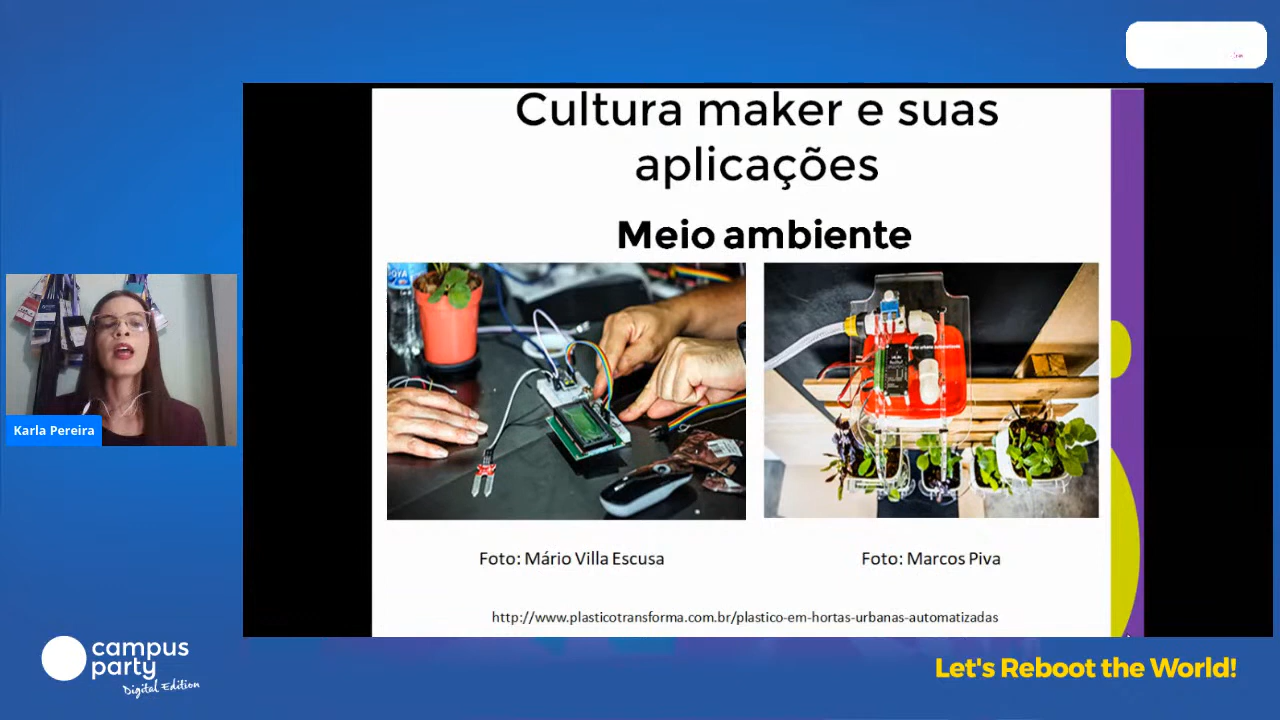 Cultura maker e suas
aplicações
Meio ambiente
Karla Pereira
Foto: Mário Villa Escusa
Foto: Marcos Piva
http://www.plasticotransforma.com.br/plastico-em-hortas-urbanas-automatizadas
campus
party
Digital Edition
Let's Reboot the World!